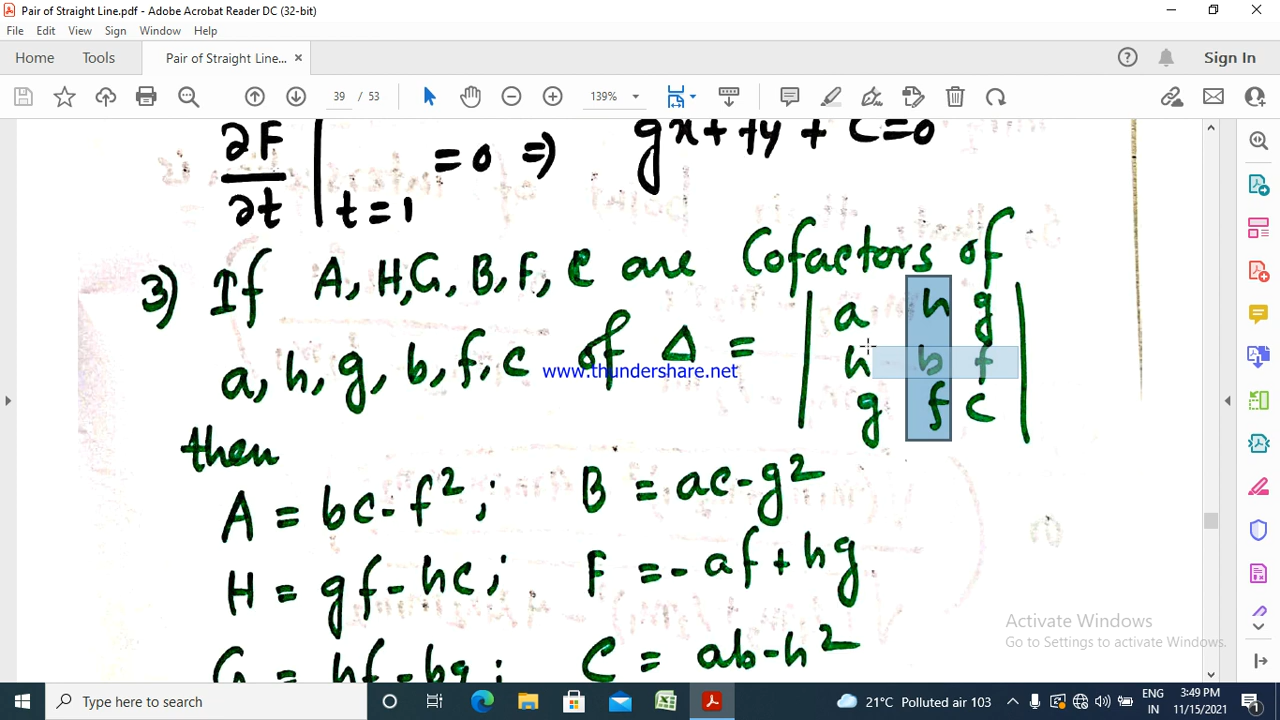 Pair of Straight Line.pdf - Adobe Acrobat Reader DC (32-bit)
File Edit View Sign Window Help
Home Tools Pair of Straight Line... × Sign In
39 / 53 139%
∂F/∂t | t=1 = 0 ⇒ gx + fy + c = 0
3) If A, H, G, B, F, C are Cofactors of
a, h, g, b, f, c of Δ = | a h g
h b f
g f c |
www.thundershare.net
then
A = bc - f²; B = ac - g²
H = gf - hc; F = - af + hg
G = hf - bg; C = ab - h²
Activate Windows
Go to Settings to activate Windows.
Type here to search
21°C Polluted air 103
ENG
IN
3:49 PM
11/15/2021
1